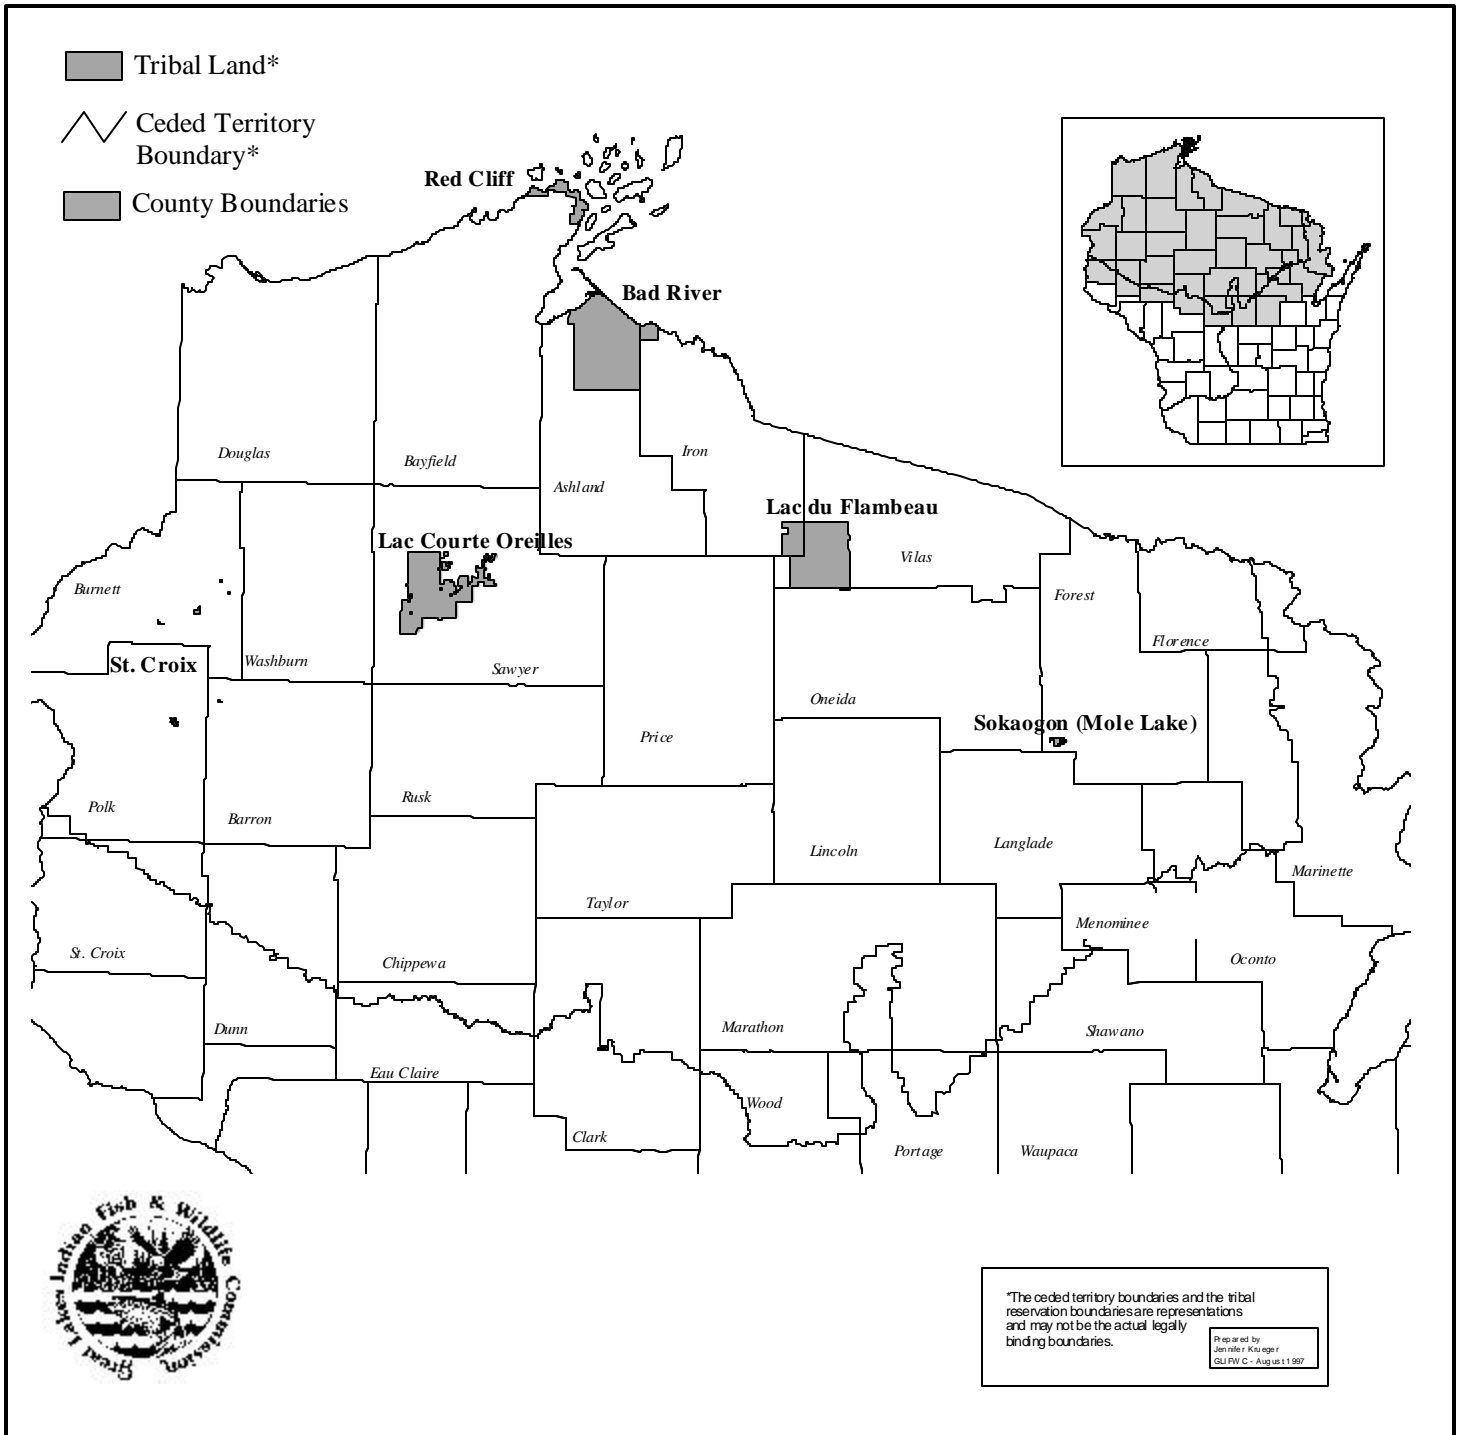 Tribal Land*
Ceded Territory
Boundary*
County Boundaries
Red Cliff
Bad River
Douglas
Bayfield
Iron
Ashland
Lac du Flambeau
Lac Courte Oreilles
Vilas
Burnett
Forest
Florence
St. Croix
Washburn
Sawyer
Oneida
Sokaogon (Mole Lake)
Price
Rusk
Polk
Barron
Langlade
Lincoln
Marinette
Taylor
Menominee
St. Croix
Oconto
Chippewa
Dunn
Marathon
Shawano
Eau Claire
Wood
Clark
Portage
Waupaca
Great Lakes Indian Fish & Wildlife Commission
*The ceded territory boundaries and the tribal
reservation boundaries are representations
and may not be the actual legally
binding boundaries.
Prepared by
Jennifer Krueger
GLIFWC - August 1997